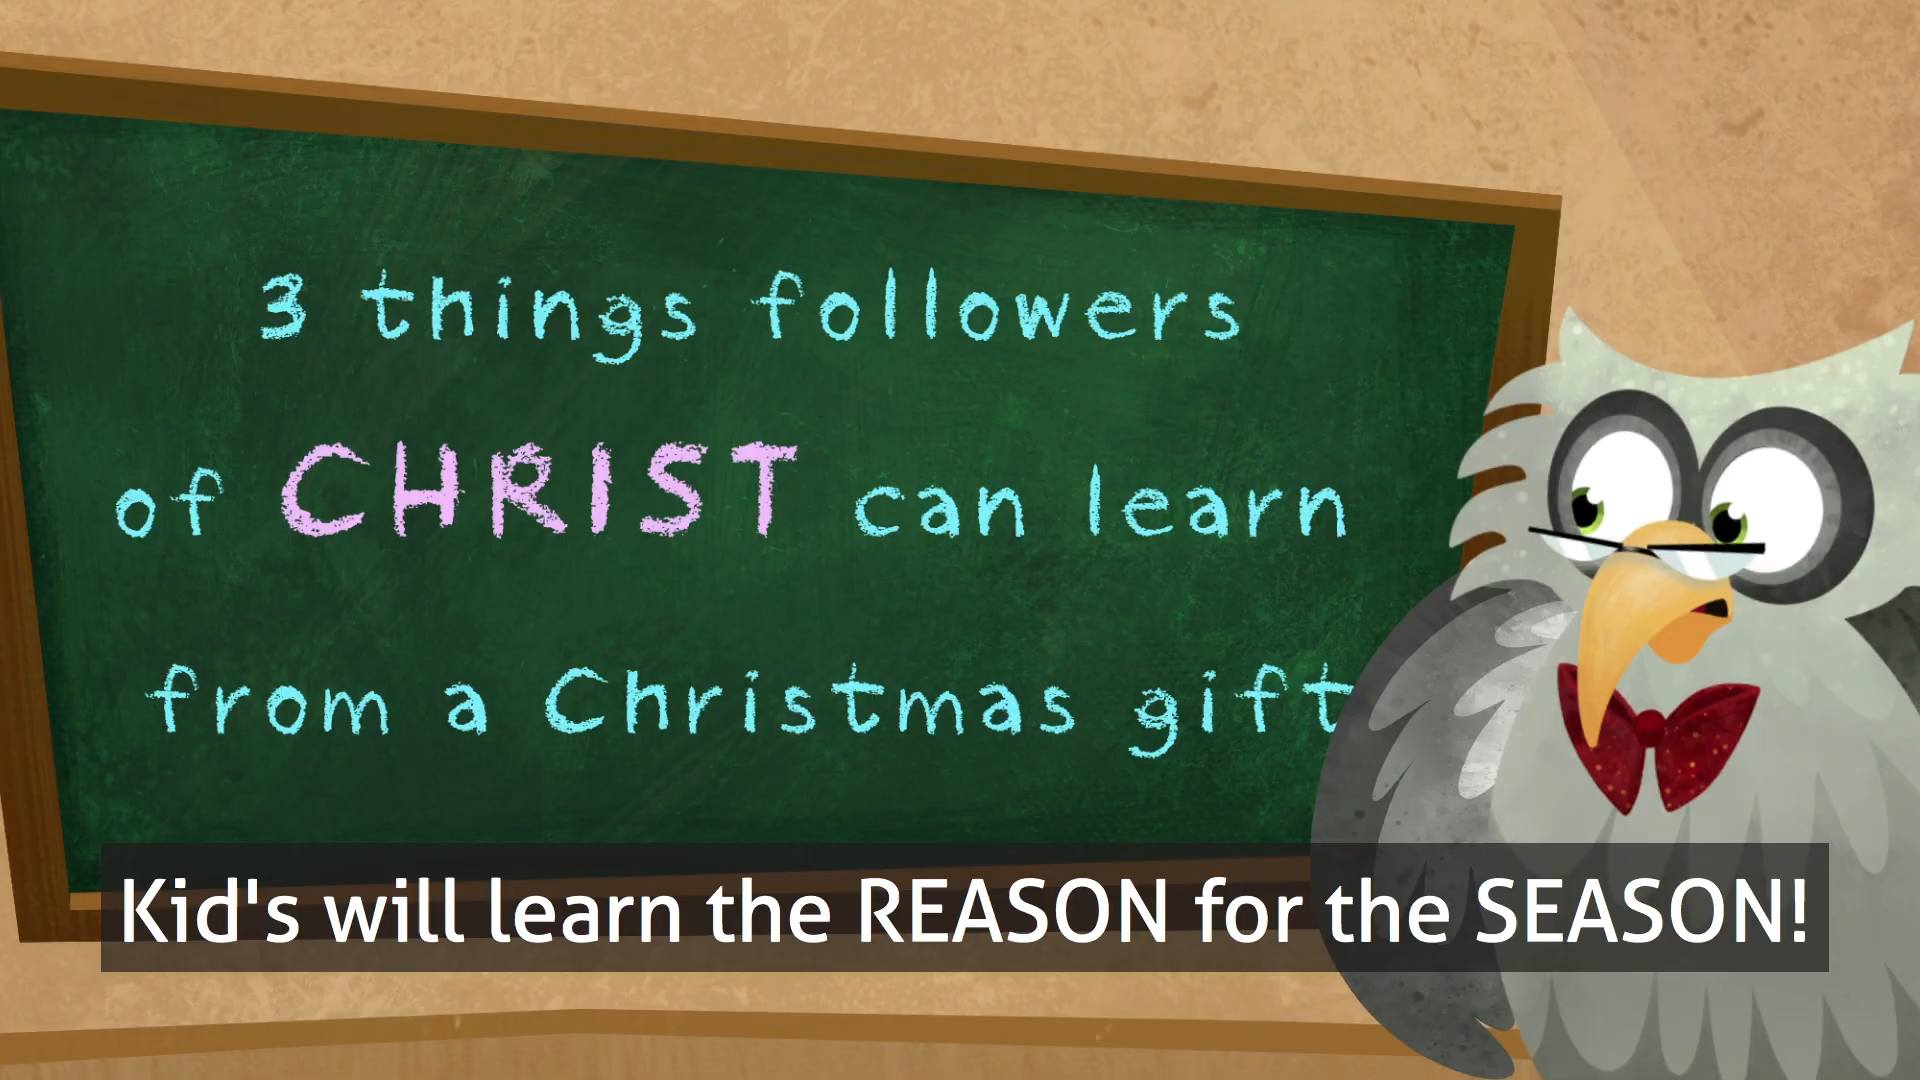 3 things followers
of CHRIST can learn
from a Christmas gift
Kid's will learn the REASON for the SEASON!